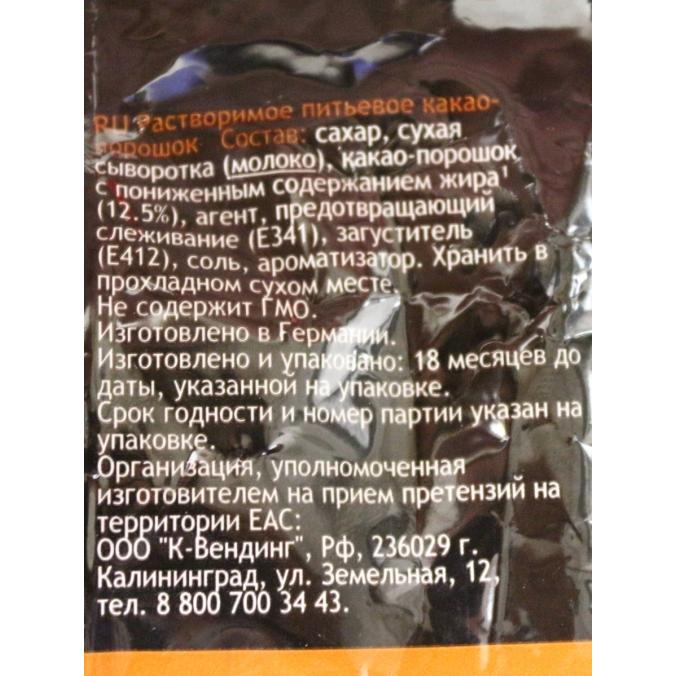 RU Растворимое питьевое какао-
порошок Состав: сахар, сухая
сыворотка (молоко), какао-порошок
с пониженным содержанием жира¹
(12.5%), агент, предотвращающий
слеживание (E341), загуститель
(E412), соль, ароматизатор. Хранить в
прохладном сухом месте.
Не содержит ГМО.
Изготовлено в Германии.
Изготовлено и упаковано: 18 месяцев до
даты, указанной на упаковке.
Срок годности и номер партии указан на
упаковке.
Организация, уполномоченная
изготовителем на прием претензий на
территории ЕАС:
ООО "К-Вендинг", Рф, 236029 г.
Калининград, ул. Земельная, 12,
тел. 8 800 700 34 43.